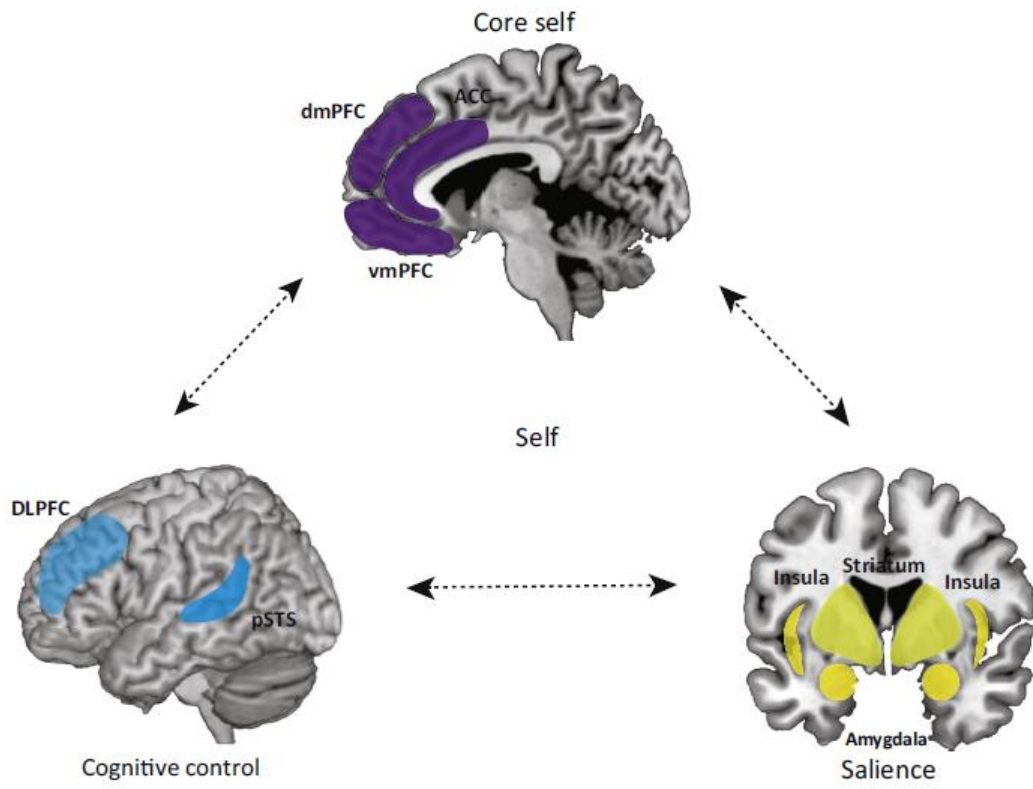 Core self
dmPFC
ACC
vmPFC
Self
DLPFC
pSTS
Cognitive control
Striatum
Insula
Insula
Amygdala
Salience